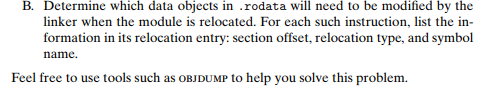 B. Determine which data objects in .rodata will need to be modified by the
linker when the module is relocated. For each such instruction, list the in-
formation in its relocation entry: section offset, relocation type, and symbol
name.
Feel free to use tools such as OBJDUMP to help you solve this problem.